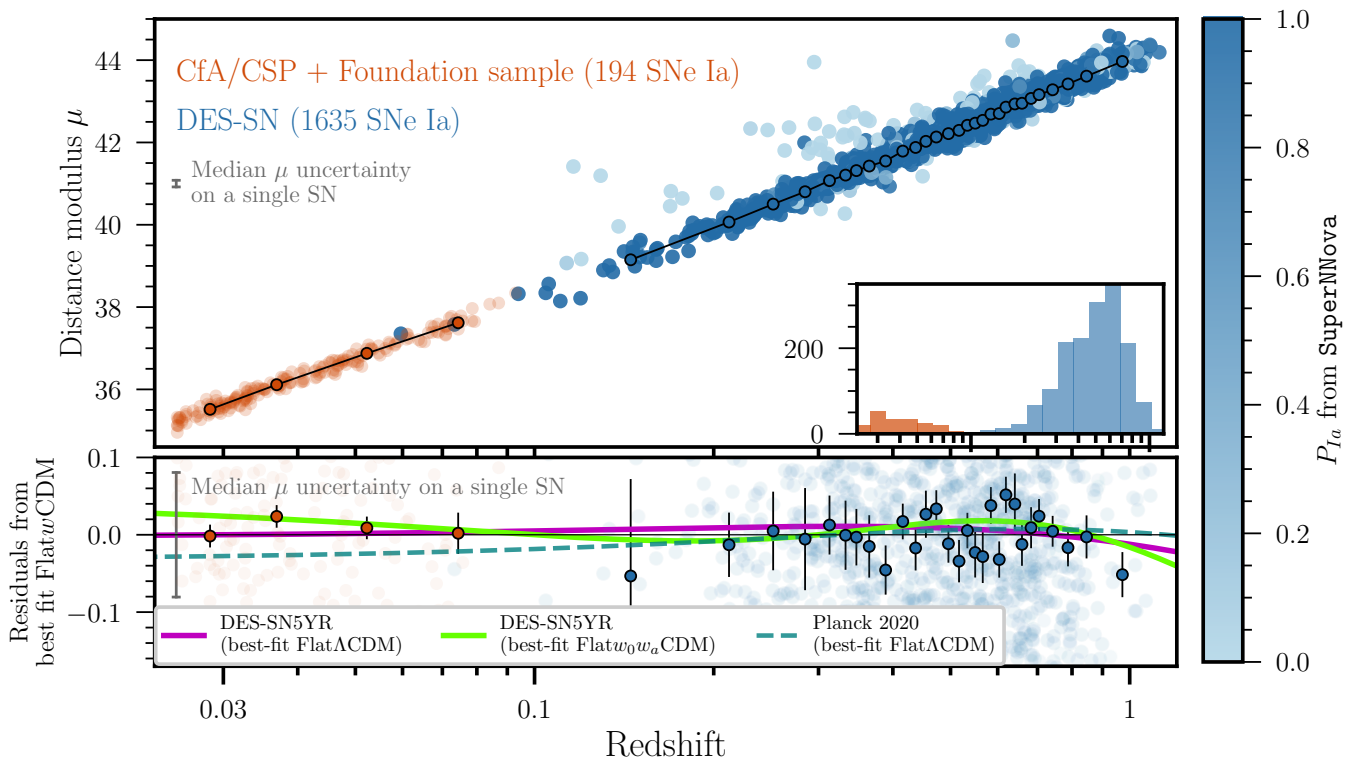 CfA/CSP + Foundation sample (194 SNe Ia)
DES-SN (1635 SNe Ia)
Median μ uncertainty
on a single SN
Distance modulus μ
44
42
40
38
36
200
0
1.0
0.8
0.6
0.4
0.2
0.0
P_{Ia} from SuperNNova
Residuals from
best fit FlatwCDM
0.1
0.0
−0.1
Median μ uncertainty on a single SN
DES-SN5YR
(best-fit FlatΛCDM)
DES-SN5YR
(best-fit Flatw₀wₐCDM)
Planck 2020
(best-fit FlatΛCDM)
0.03
0.1
1
Redshift